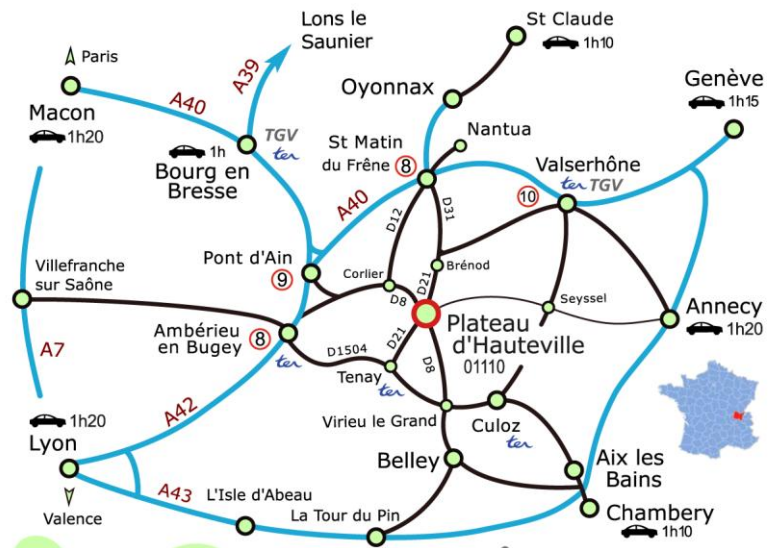 Lons le
Saunier
St Claude
1h10
Paris
A39
Oyonnax
Genève
1h15
A40
Macon
1h20
TGV
ter
1h
Bourg en
Bresse
Nantua
St Matin
du Frêne
8
Valserhône
10
ter TGV
A40
D12
D31
Pont d'Ain
9
Corlier
D8
D21
Brénod
Villefranche
sur Saône
Seyssel
Annecy
1h20
Ambérieu
en Bugey
8
ter
Plateau
d'Hauteville
01110
A7
D1504
D21
Tenay
ter
D8
A42
1h20
Lyon
Virieu le Grand
Culoz
ter
Belley
Aix les
Bains
A43
L'Isle d'Abeau
La Tour du Pin
Chambery
1h10
Valence